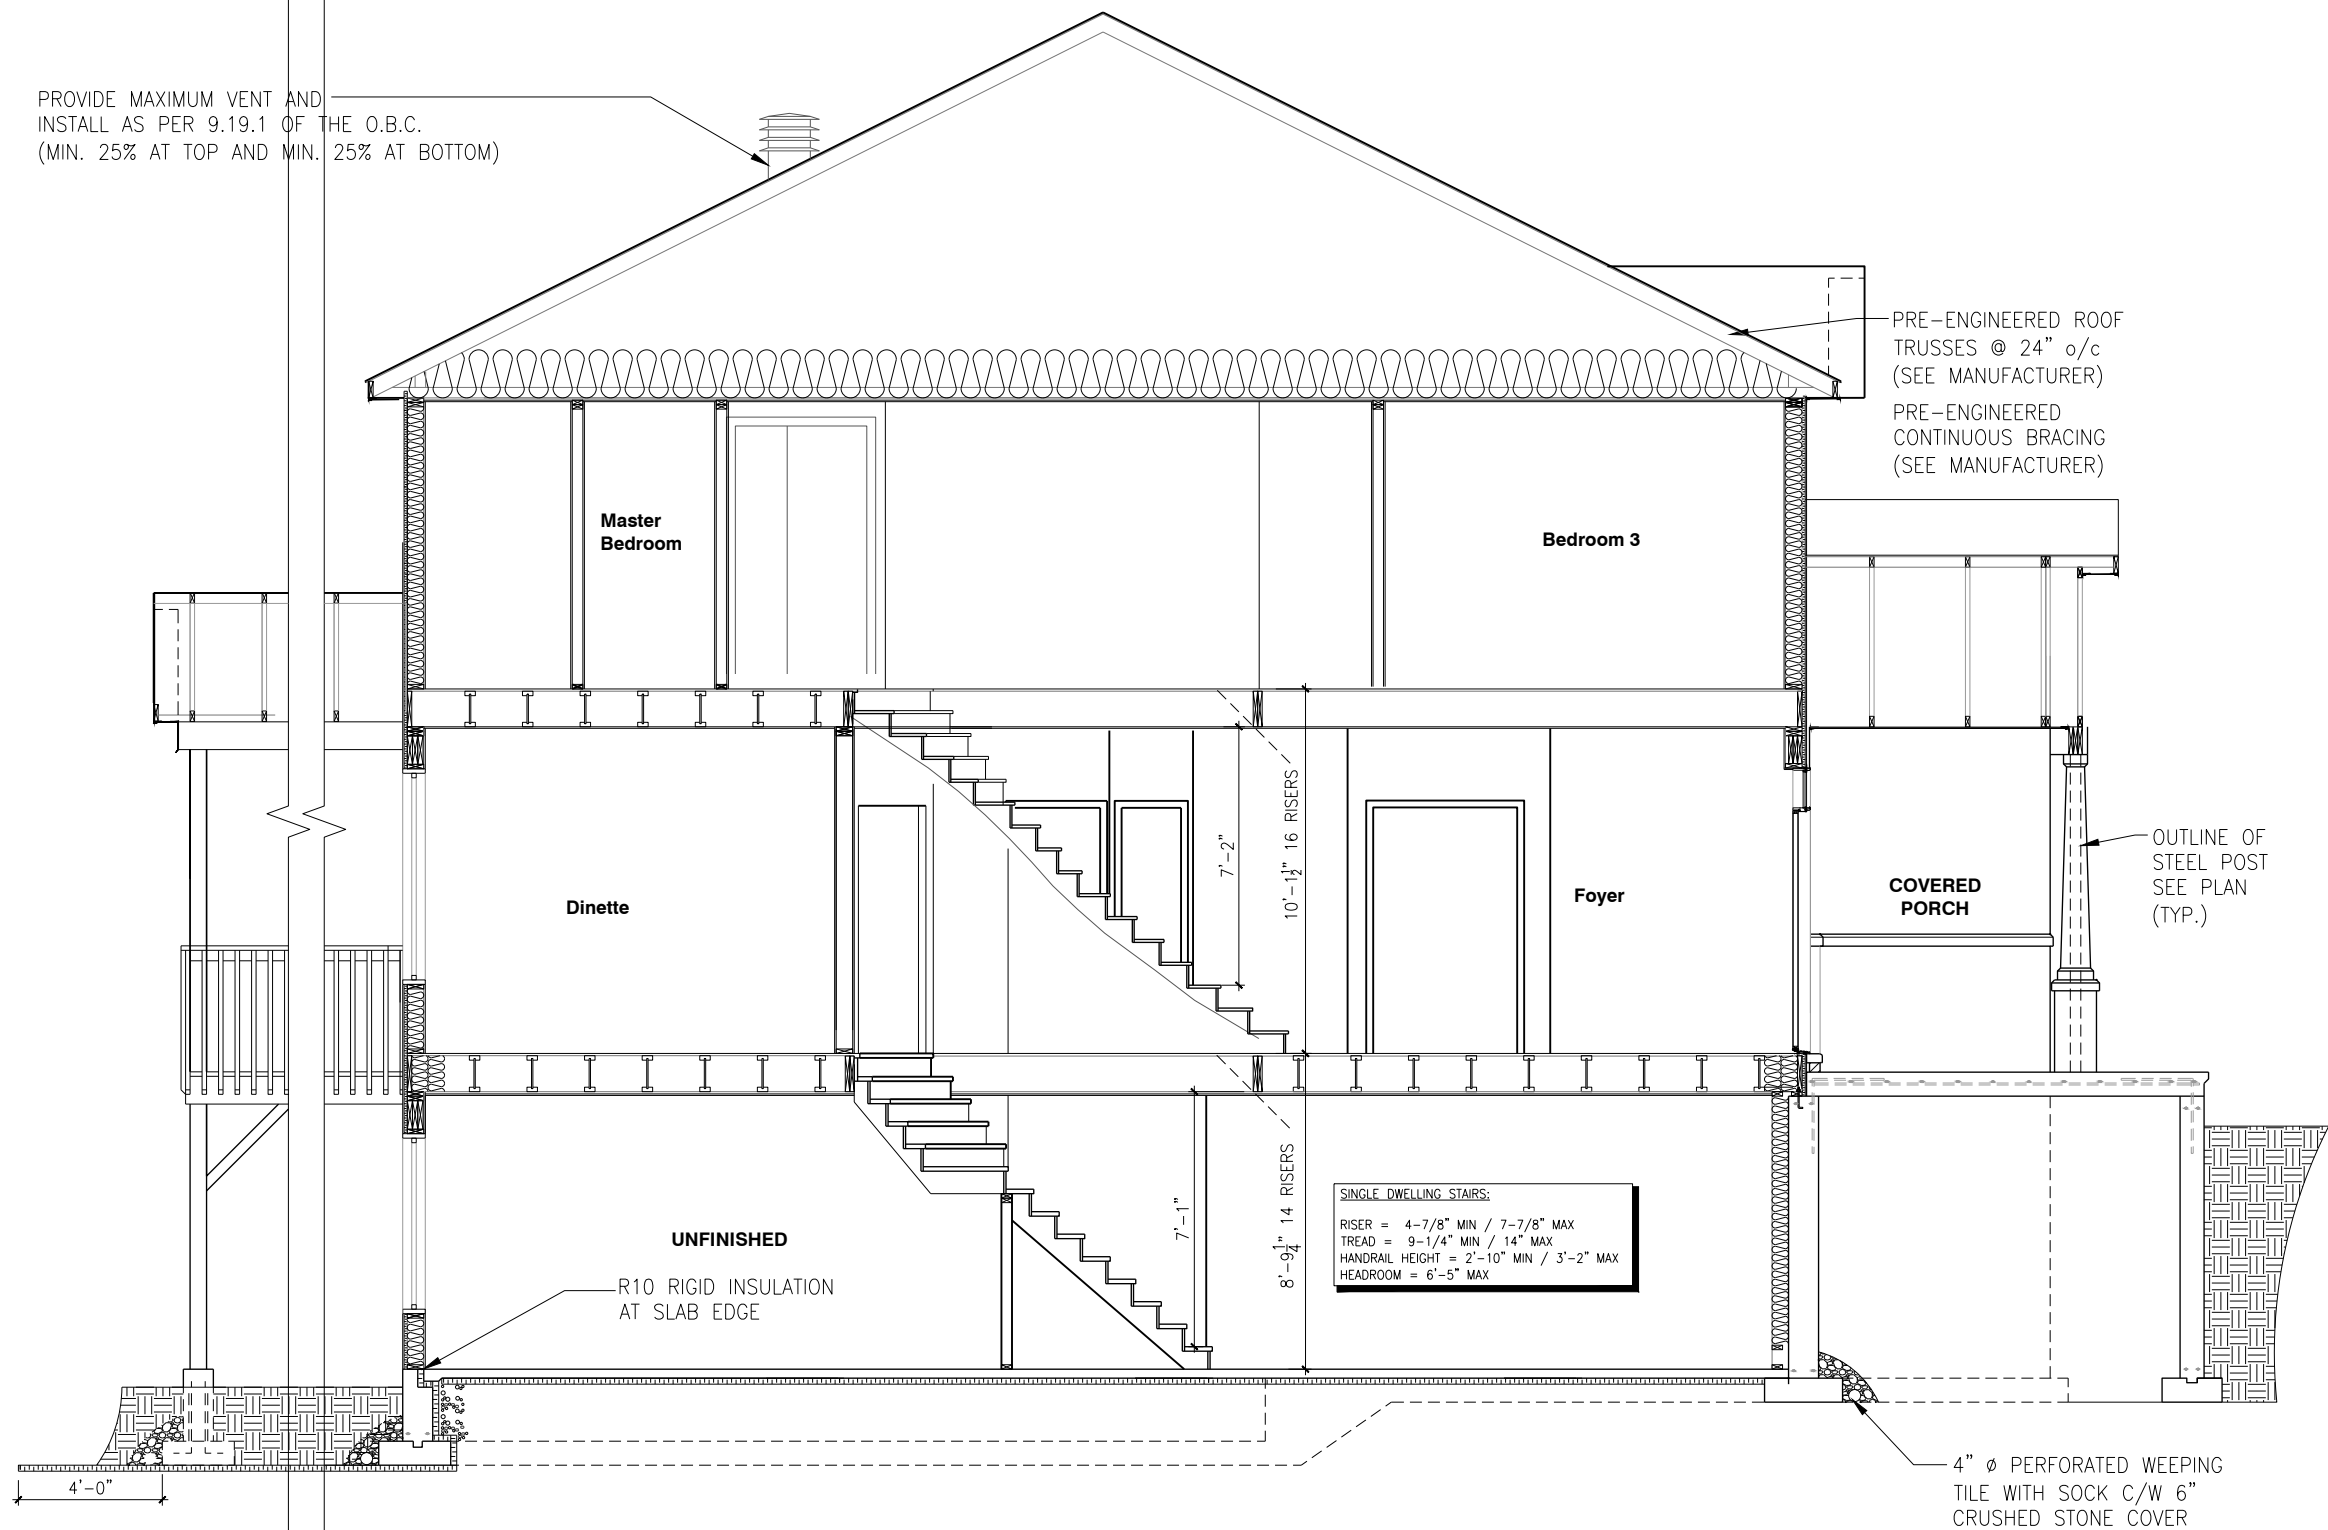 PROVIDE MAXIMUM VENT AND
INSTALL AS PER 9.19.1 OF THE O.B.C.
(MIN. 25% AT TOP AND MIN. 25% AT BOTTOM)
PRE-ENGINEERED ROOF
TRUSSES @ 24" o/c
(SEE MANUFACTURER)
PRE-ENGINEERED
CONTINUOUS BRACING
(SEE MANUFACTURER)
Master
Bedroom
Bedroom 3
Dinette
7'-2"
10'-1½" 16 RISERS
Foyer
COVERED
PORCH
OUTLINE OF
STEEL POST
SEE PLAN
(TYP.)
UNFINISHED
R10 RIGID INSULATION
AT SLAB EDGE
7'-1"
8'-9¼" 14 RISERS
SINGLE DWELLING STAIRS:
RISER = 4-7/8" MIN / 7-7/8" MAX
TREAD = 9-1/4" MIN / 14" MAX
HANDRAIL HEIGHT = 2'-10" MIN / 3'-2" MAX
HEADROOM = 6'-5" MAX
4'-0"
4" ø PERFORATED WEEPING
TILE WITH SOCK C/W 6"
CRUSHED STONE COVER